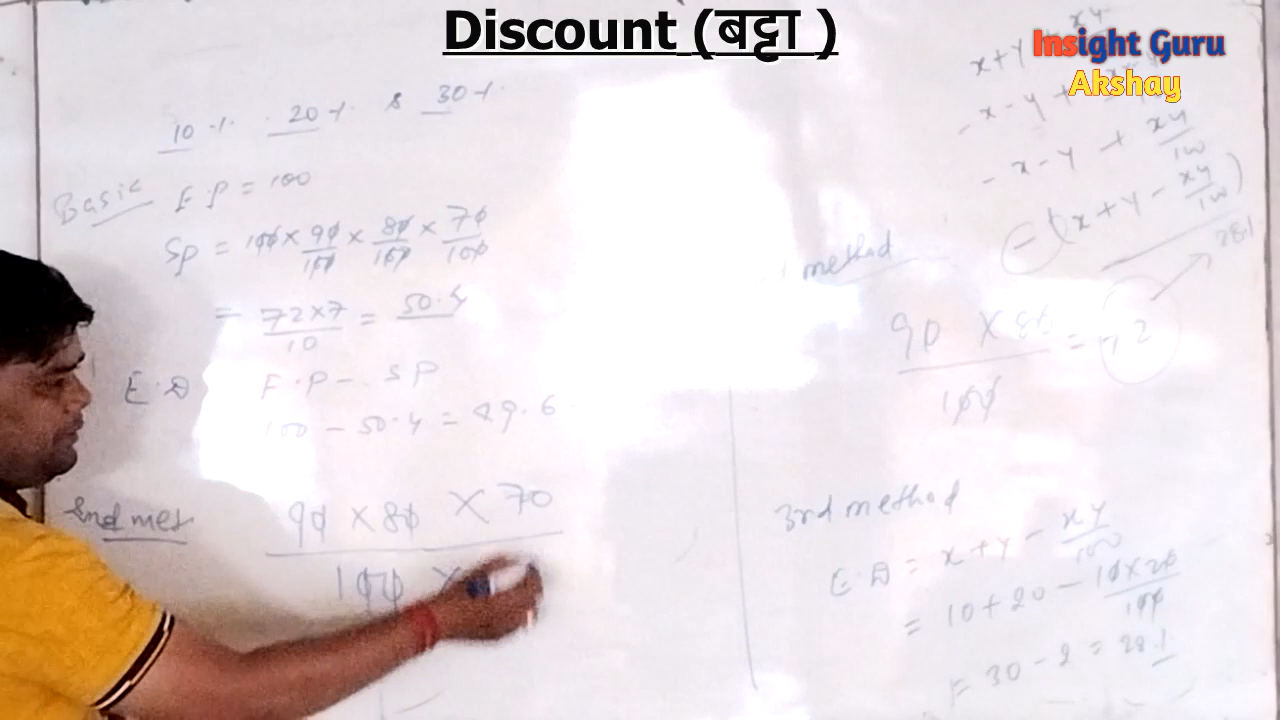 Discount (बट्टा )
Insight Guru
Akshay
10 %. 20 % & 30 %.
Basic F.P = 100
SP = 100 × 90/100 × 80/100 × 70/100
= 72×7/10 = 50.4
E.D F.P - SP
100 - 50.4 = 49.6
2nd met
90 × 80 × 70
100 ×
x+y
- x - y +
- x - y + xy/100
- (x + y - xy/100)
28%
method
90 × 80/100 = 72
3rd method
E.D = x + y - xy/100
= 10 + 20 - 10×20/100
= 30 - 2 = 28%